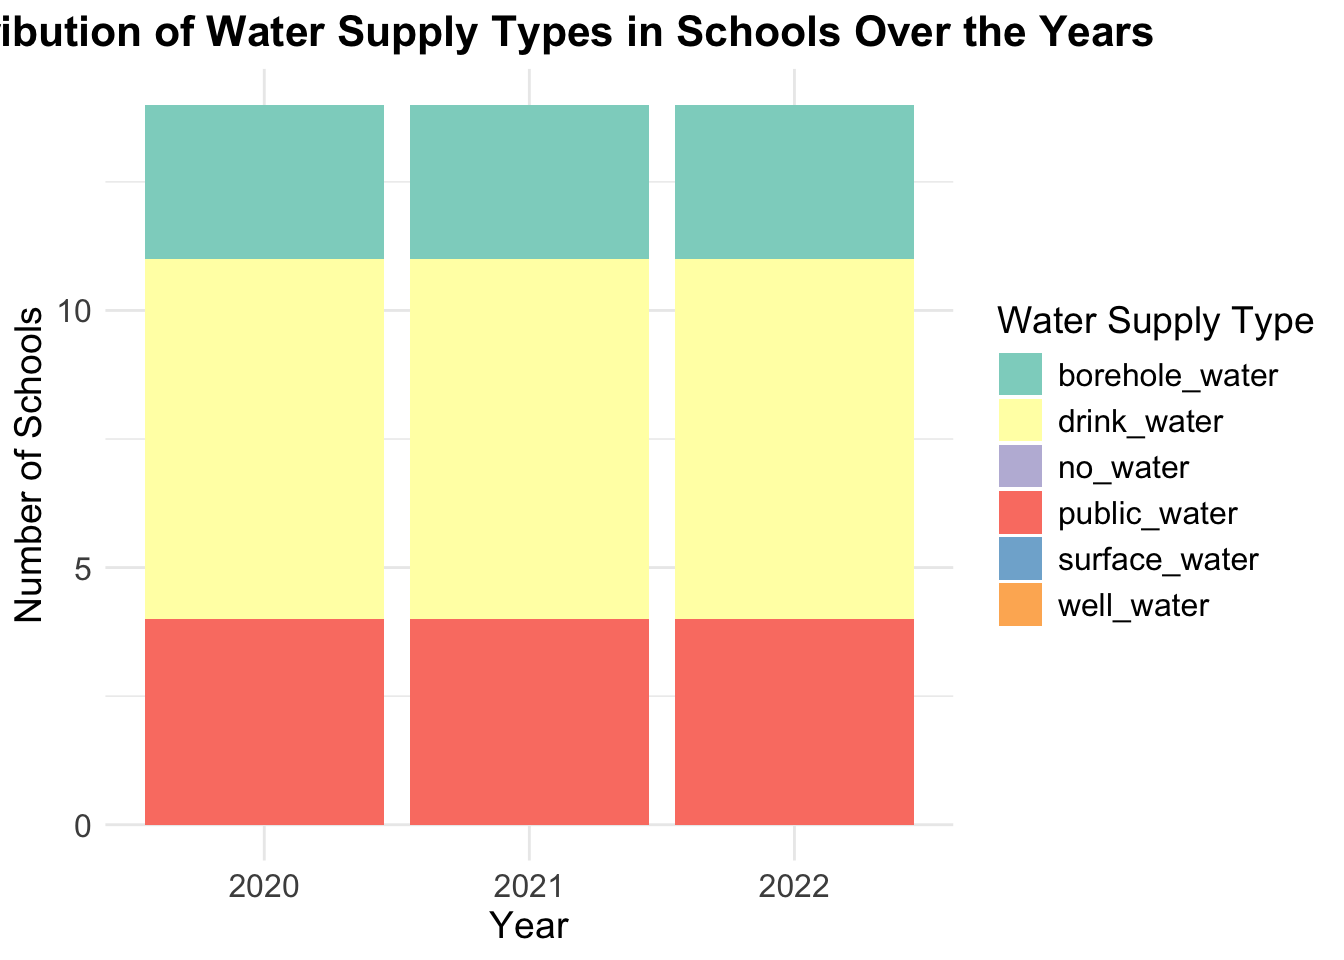 ribution of Water Supply Types in Schools Over the Years
Number of Schools
10
5
0
2020 2021 2022
Year
Water Supply Type
borehole_water
drink_water
no_water
public_water
surface_water
well_water